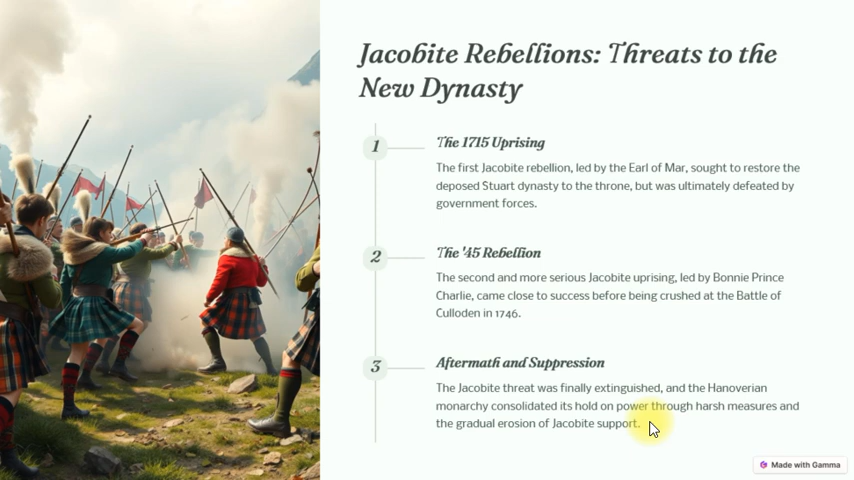 Jacobite Rebellions: Threats to the
New Dynasty
1
The 1715 Uprising
The first Jacobite rebellion, led by the Earl of Mar, sought to restore the
deposed Stuart dynasty to the throne, but was ultimately defeated by
government forces.
2
The '45 Rebellion
The second and more serious Jacobite uprising, led by Bonnie Prince
Charlie, came close to success before being crushed at the Battle of
Culloden in 1746.
3
Aftermath and Suppression
The Jacobite threat was finally extinguished, and the Hanoverian
monarchy consolidated its hold on power through harsh measures and
the gradual erosion of Jacobite support.
Made with Gamma